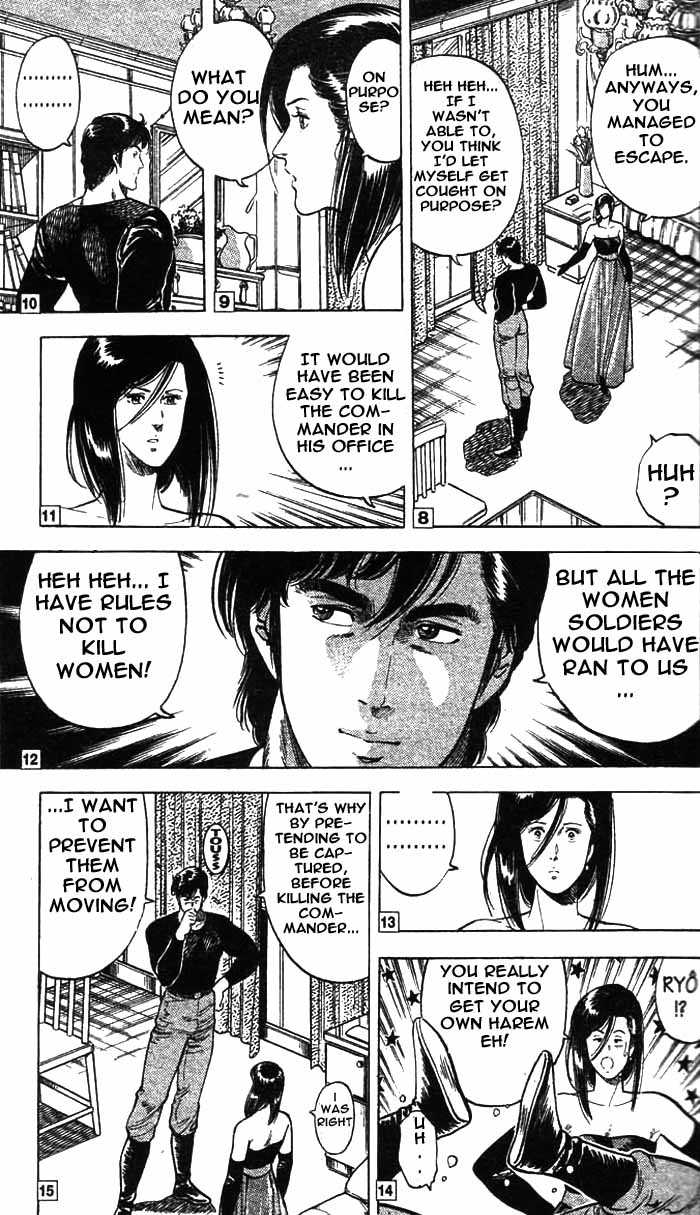 HUM...
ANYWAYS,
YOU
MANAGED
TO
ESCAPE.
HEH HEH...
IF I
WASN'T
ABLE TO,
YOU THINK
I'D LET
MYSELF GET
COUGHT ON
PURPOSE?
HUH
?
8
ON
PURPO
SE?
WHAT
DO YOU
MEAN?
9
..........
..........
10
IT WOULD
HAVE BEEN
EASY TO KILL
THE COM-
MANDER IN
HIS OFFICE
...
11
BUT ALL THE
WOMEN
SOLDIERS
WOULD HAVE
RAN TO US
...
HEH HEH... I
HAVE RULES
NOT TO
KILL
WOMEN!
12
..........
..........
13
RYÔ
!?
YOU REALLY
INTEND TO
GET YOUR
OWN HAREM
EH!
UH...
14
THAT'S WHY
BY PRE-
TENDING TO
BE CAP-
TURED,
BEFORE
KILLING THE
COM-
MANDER...
TOUSS
...I WANT
TO
PREVENT
THEM
FROM
MOVING!
I
WAS
RIGHT
15